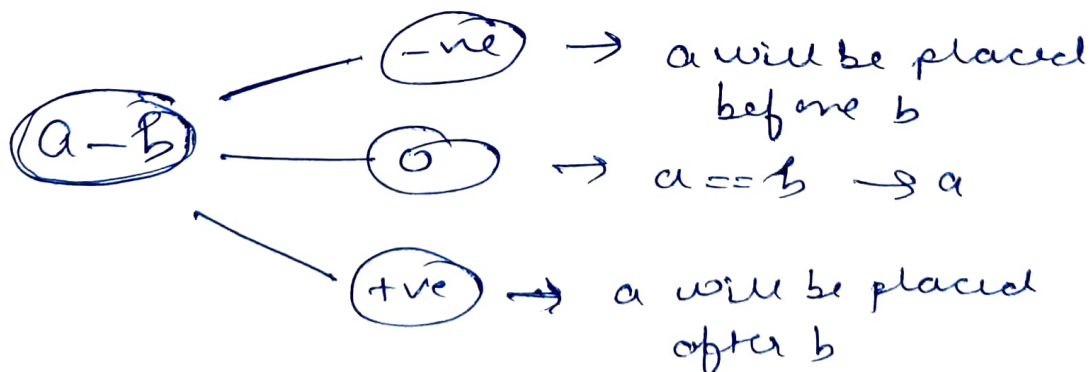 -ve → a will be placed
before b
a-b
0 → a == b → a
+ve → a will be placed
after b